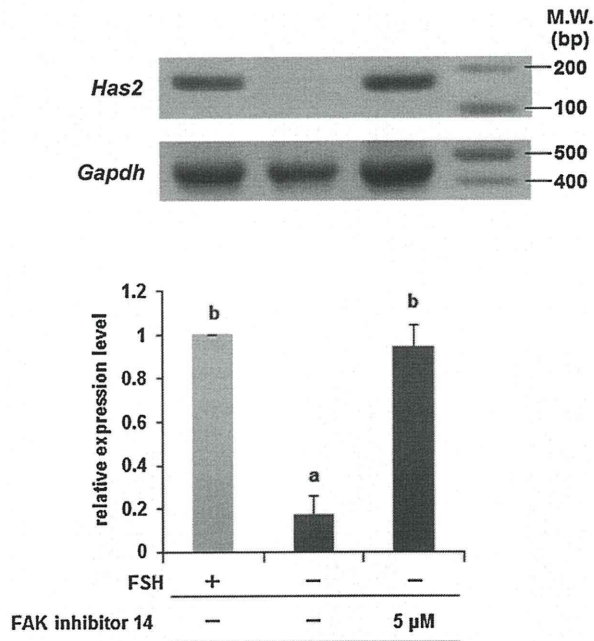 M.W.
(bp)
Has2
200
100
Gapdh
500
400
relative expression level
1.2
1
0.8
0.6
0.4
0.2
0
b
a
b
FSH + – –
FAK inhibitor 14 – – 5 µM